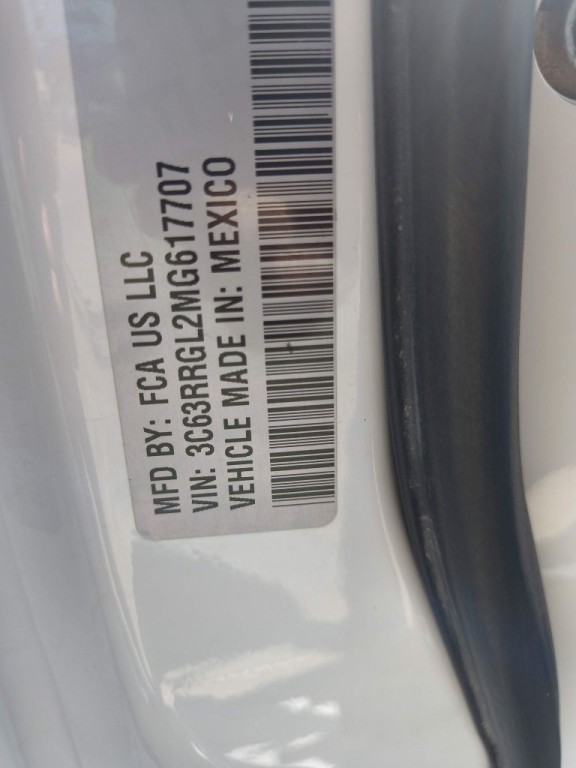 MFD BY: FCA US LLC
VIN: 3C63RRGL2MG617707
VEHICLE MADE IN: MEXICO